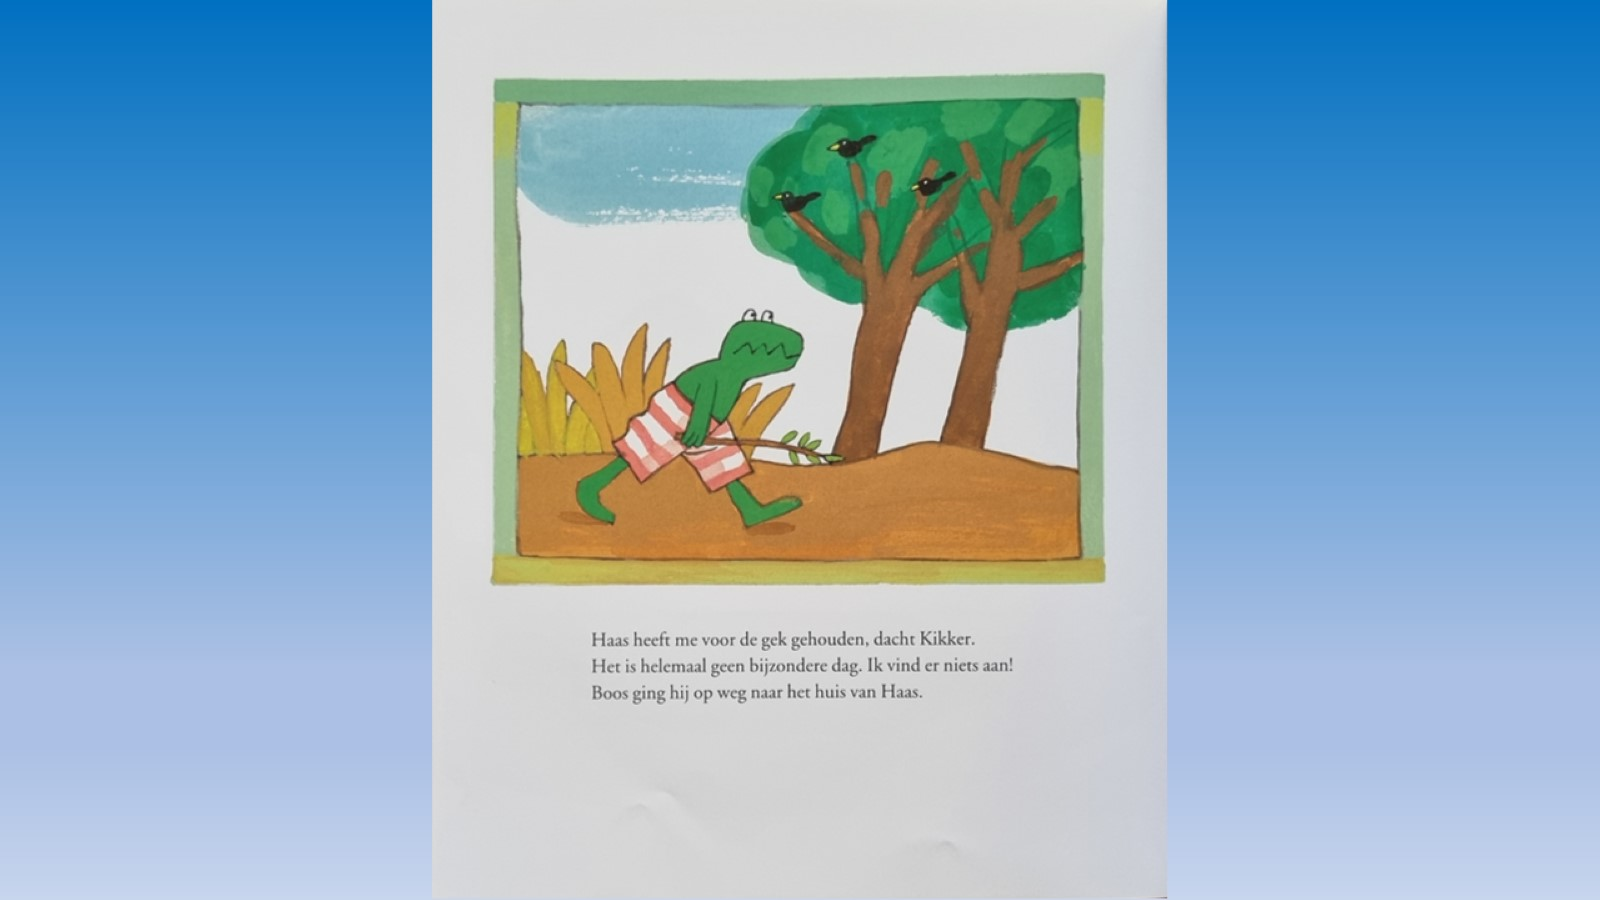 Haas heeft me voor de gek gehouden, dacht Kikker.
Het is helemaal geen bijzondere dag. Ik vind er niets aan!
Boos ging hij op weg naar het huis van Haas.